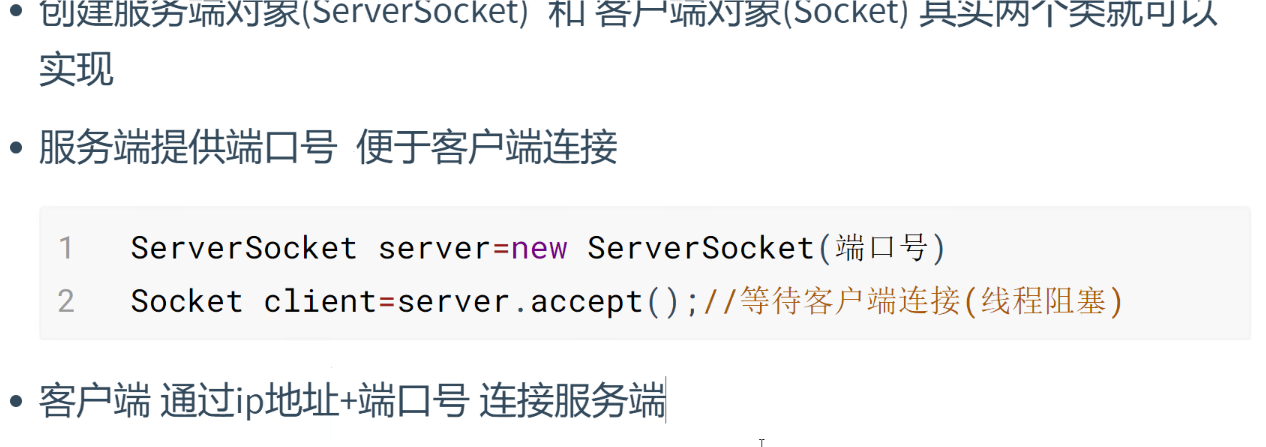 创建服务端对象(ServerSocket) 和 客户端对象(Socket) 其实两个类就可以
实现
服务端提供端口号 便于客户端连接
1 ServerSocket server=new ServerSocket(端口号)
2 Socket client=server.accept();//等待客户端连接(线程阻塞)
客户端 通过ip地址+端口号 连接服务端